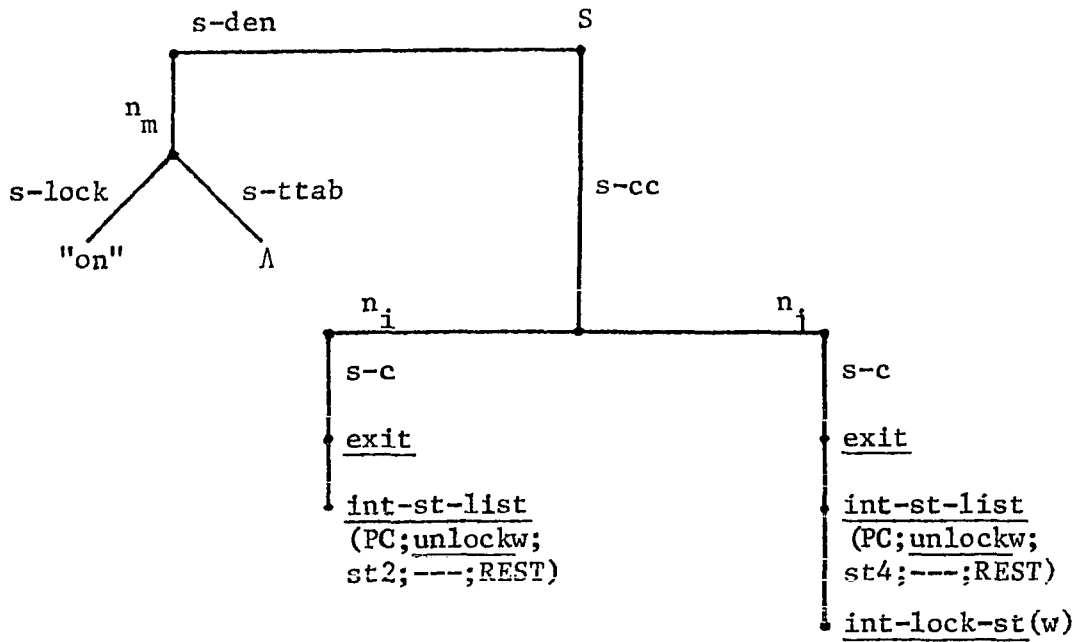 s-den
S
n_m
s-lock
s-ttab
s-cc
"on"
Λ
n_i
n_j
s-c
s-c
exit
exit
int-st-list
(PC;unlockw;
st2;---;REST)
int-st-list
(PC;unlockw;
st4;---;REST)
int-lock-st(w)